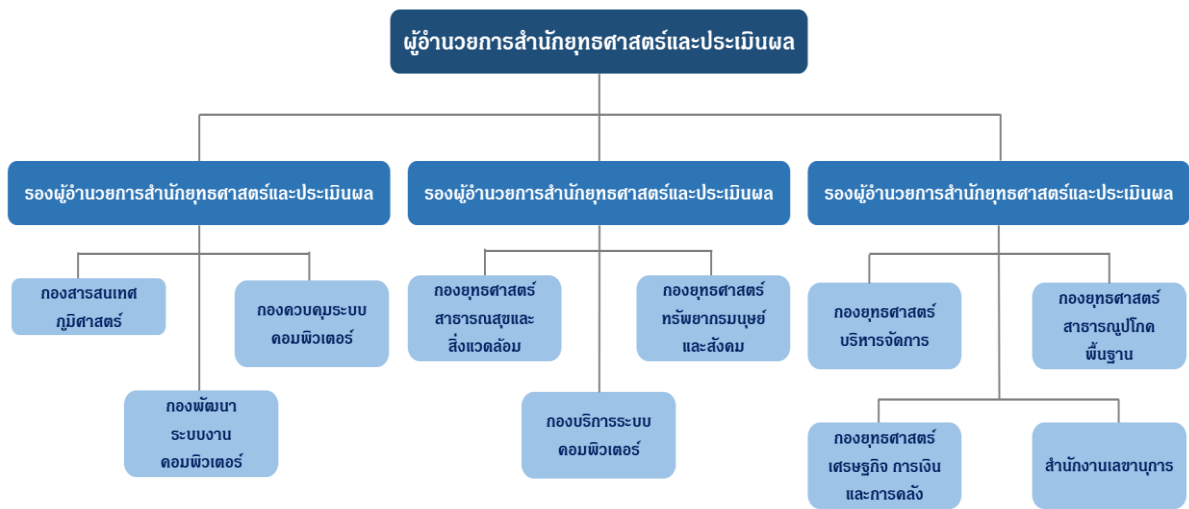 ผู้อำนวยการสำนักยุทธศาสตร์และประเมินผล
รองผู้อำนวยการสำนักยุทธศาสตร์และประเมินผล
รองผู้อำนวยการสำนักยุทธศาสตร์และประเมินผล
รองผู้อำนวยการสำนักยุทธศาสตร์และประเมินผล
กองสารสนเทศ
ภูมิศาสตร์
กองควบคุมระบบ
คอมพิวเตอร์
กองพัฒนา
ระบบงาน
คอมพิวเตอร์
กองยุทธศาสตร์
สาธารณสุขและ
สิ่งแวดล้อม
กองยุทธศาสตร์
ทรัพยากรมนุษย์
และสังคม
กองบริการระบบ
คอมพิวเตอร์
กองยุทธศาสตร์
บริหารจัดการ
กองยุทธศาสตร์
สาธารณูปโภค
พื้นฐาน
กองยุทธศาสตร์
เศรษฐกิจ การเงิน
และการคลัง
สำนักงานเลขานุการ